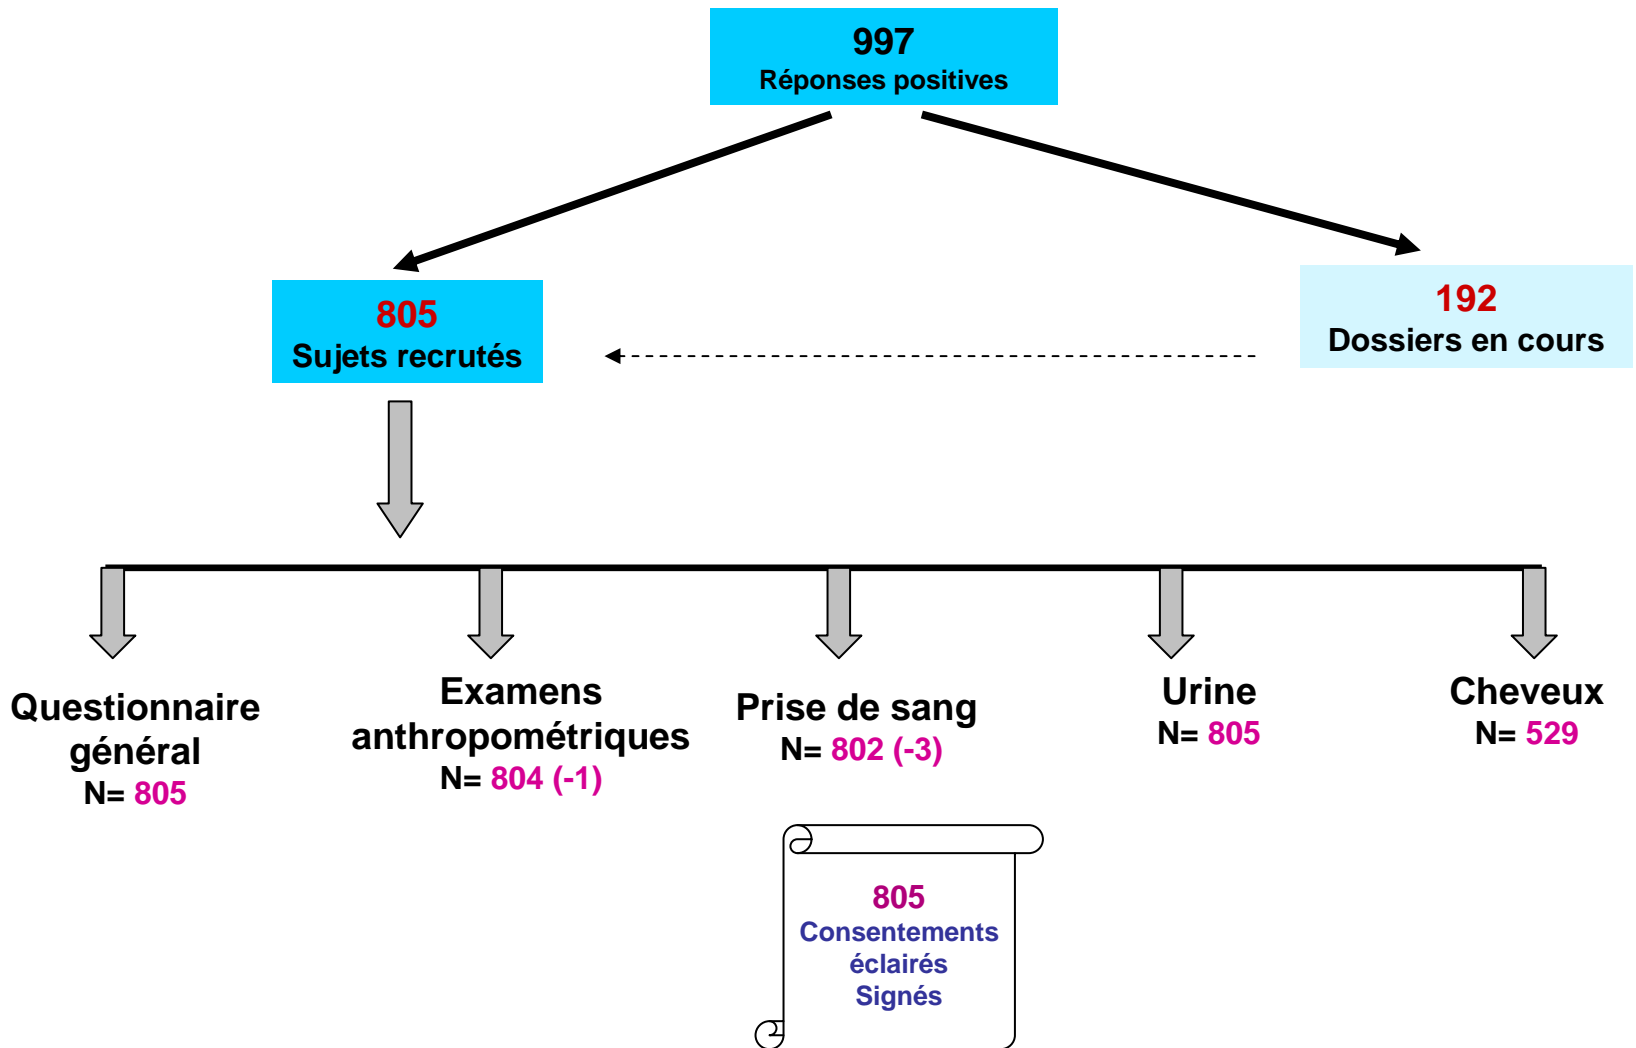 997
Réponses positives
805
Sujets recrutés
192
Dossiers en cours
Questionnaire
général
N= 805
Examens
anthropométriques
N= 804 (-1)
Prise de sang
N= 802 (-3)
Urine
N= 805
Cheveux
N= 529
805
Consentements
éclairés
Signés